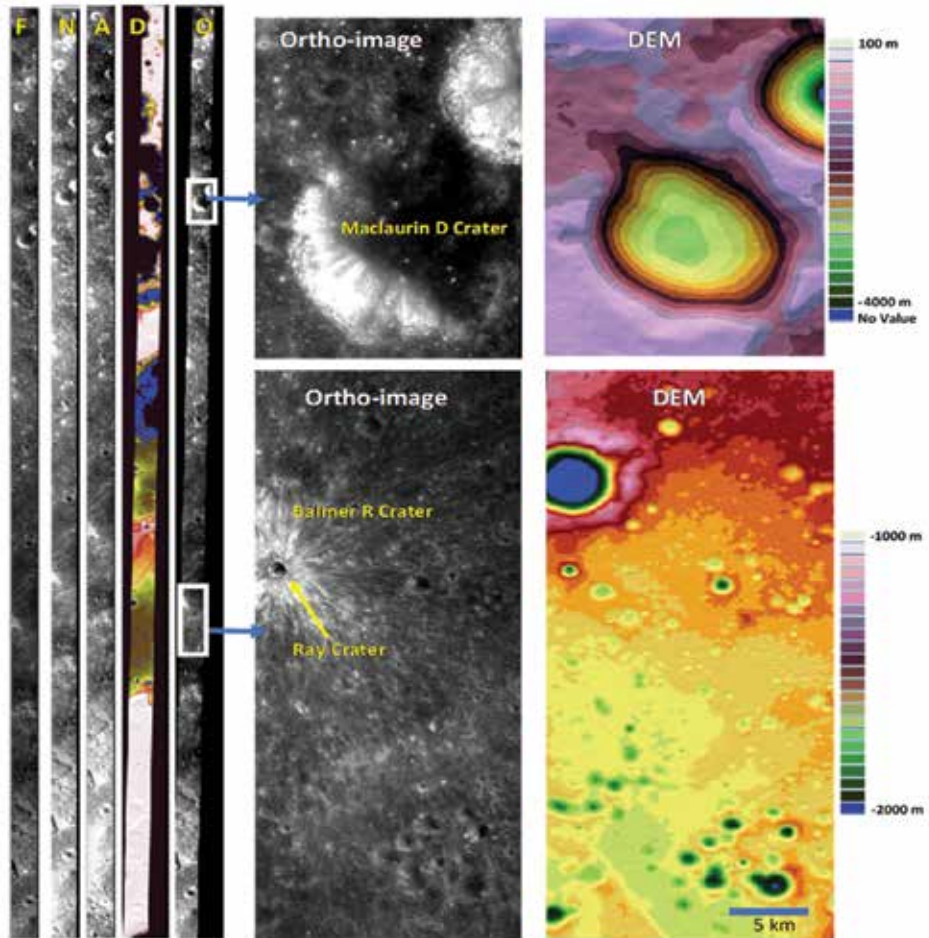 F N A D O
Ortho-image
Maclaurin D Crater
DEM
100 m
-4000 m
No Value
Ortho-image
Balmer R Crater
Ray Crater
DEM
-1000 m
-2000 m
5 km